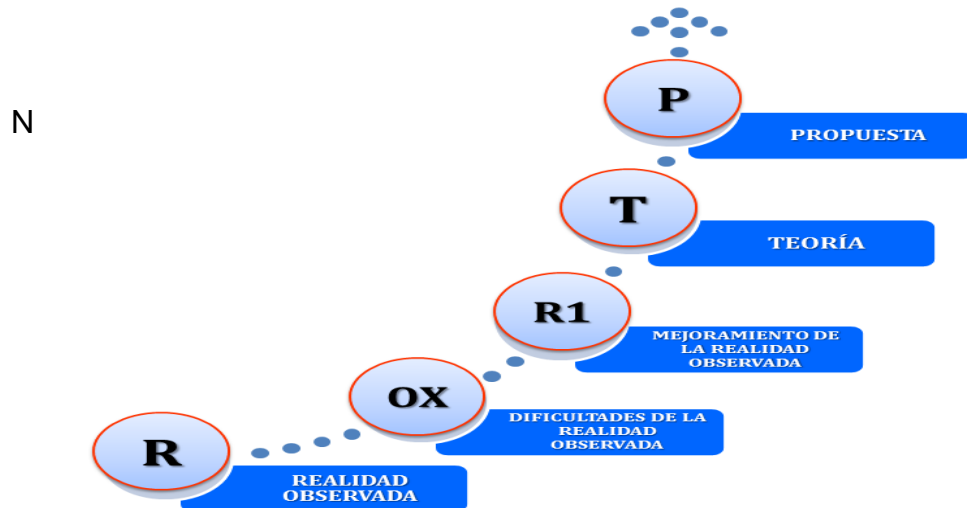 N
P
PROPUESTA
T
TEORÍA
R1
MEJORAMIENTO DE
LA REALIDAD
OBSERVADA
OX
DIFICULTADES DE LA
REALIDAD
OBSERVADA
R
REALIDAD
OBSERVADA